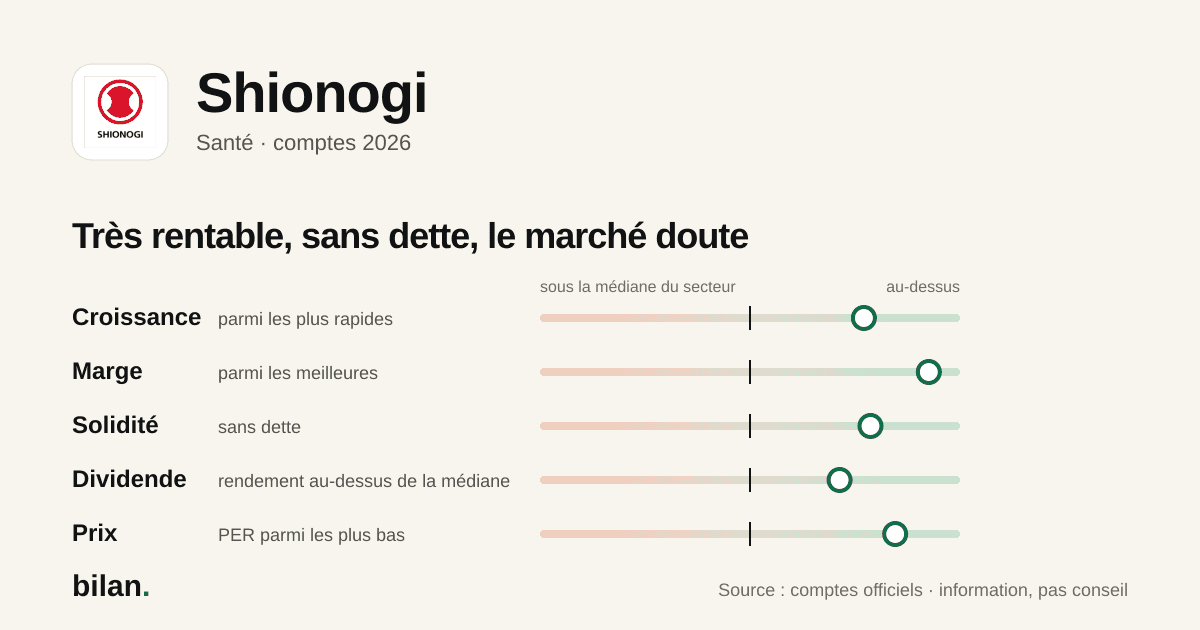 SHIONOGI
Shionogi
Santé · comptes 2026
Très rentable, sans dette, le marché doute
sous la médiane du secteur au-dessus
Croissance parmi les plus rapides
Marge parmi les meilleures
Solidité sans dette
Dividende rendement au-dessus de la médiane
Prix PER parmi les plus bas
bilan.
Source : comptes officiels · information, pas conseil